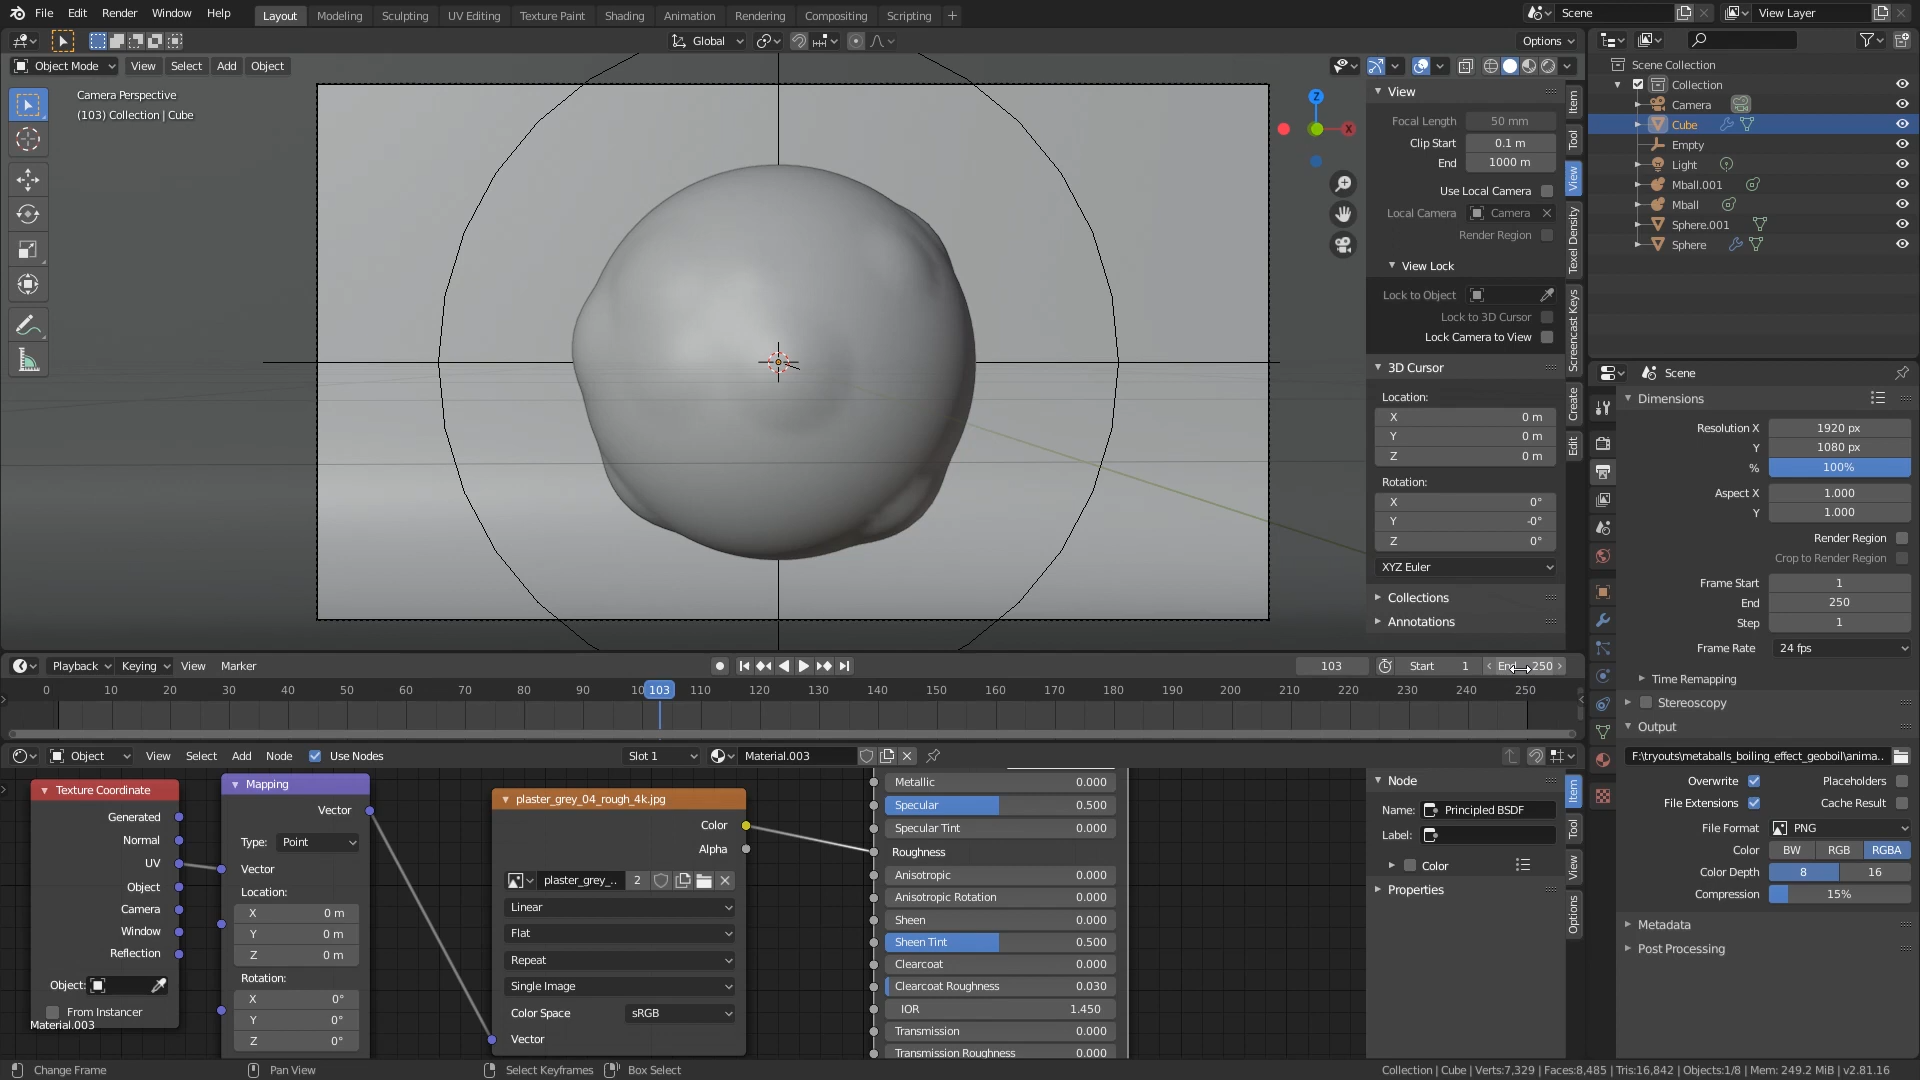 File Edit Render Window Help Layout Modeling Sculpting UV Editing Texture Paint Shading Animation Rendering Compositing Scripting + Scene View Layer
Global Options
Object Mode View Select Add Object
Camera Perspective
(103) Collection | Cube
Z
X
View
Focal Length 50 mm
Clip Start 0.1 m
End 1000 m
Use Local Camera
Local Camera Camera
Render Region
View Lock
Lock to Object
Lock to 3D Cursor
Lock Camera to View
3D Cursor
Location:
X 0 m
Y 0 m
Z 0 m
Rotation:
X 0°
Y -0°
Z 0°
XYZ Euler
Collections
Annotations
Item
Tool
View
Texel Density
Screencast Keys
Create
Edit
Scene Collection
Collection
Camera
Cube
Empty
Light
Mball.001
Mball
Sphere.001
Sphere
Scene
Dimensions
Resolution X 1920 px
Y 1080 px
% 100%
Aspect X 1.000
Y 1.000
Render Region
Crop to Render Region
Frame Start 1
End 250
Step 1
Frame Rate 24 fps
Time Remapping
Stereoscopy
Output
F:\tryouts\metaballs_boiling_effect_geoboil\anima..
Overwrite Placeholders
File Extensions Cache Result
File Format PNG
Color BW RGB RGBA
Color Depth 8 16
Compression 15%
Metadata
Post Processing
Playback Keying View Marker 103 Start 1 End 250
0 10 20 30 40 50 60 70 80 90 10 103 110 120 130 140 150 160 170 180 190 200 210 220 230 240 250
Object View Select Add Node Use Nodes Slot 1 Material.003
Texture Coordinate
Generated
Normal
UV
Object
Camera
Window
Reflection
Object:
From Instancer
Material.003
Mapping
Vector
Type: Point
Vector
Location:
X 0 m
Y 0 m
Z 0 m
Rotation:
X 0°
Y 0°
Z 0°
plaster_grey_04_rough_4k.jpg
Color
Alpha
plaster_grey_.. 2
Linear
Flat
Repeat
Single Image
Color Space sRGB
Vector
Metallic 0.000
Specular 0.500
Specular Tint 0.000
Roughness
Anisotropic 0.000
Anisotropic Rotation 0.000
Sheen 0.000
Sheen Tint 0.500
Clearcoat 0.000
Clearcoat Roughness 0.030
IOR 1.450
Transmission 0.000
Transmission Roughness 0.000
Node
Name: Principled BSDF
Label:
Color
Properties
Item
Tool
View
Options
Change Frame Pan View Select Keyframes Box Select Collection | Cube | Verts:7,329 | Faces:8,485 | Tris:16,842 | Objects:1/8 | Mem: 249.2 MiB | v2.81.16